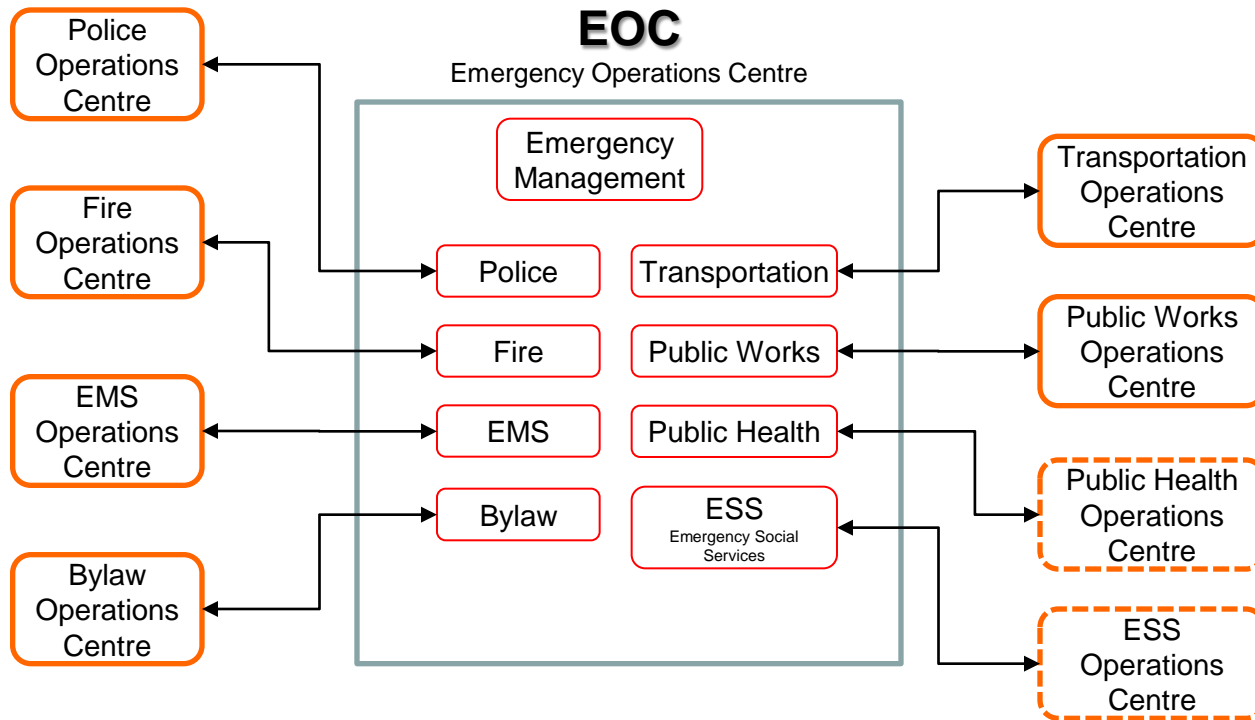 EOC
Emergency Operations Centre
Police
Operations
Centre
Fire
Operations
Centre
EMS
Operations
Centre
Bylaw
Operations
Centre
Emergency
Management
Police
Fire
EMS
Bylaw
Transportation
Public Works
Public Health
ESS
Emergency Social
Services
Transportation
Operations
Centre
Public Works
Operations
Centre
Public Health
Operations
Centre
ESS
Operations
Centre